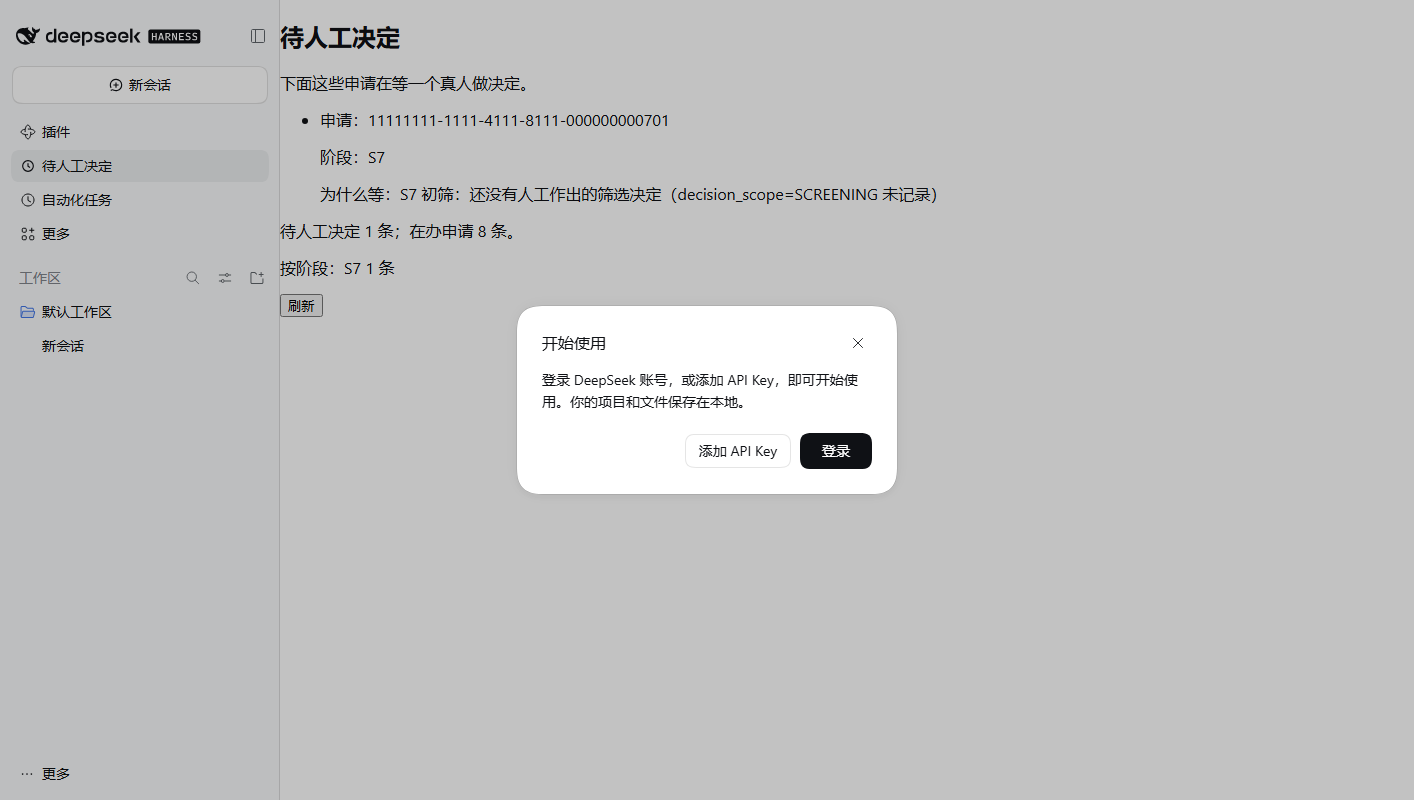 deepseek HARNESS
新会话
插件
待人工决定
自动化任务
更多
工作区
默认工作区
新会话
更多
待人工决定
下面这些申请在等一个真人做决定。
申请：11111111-1111-4111-8111-000000000701
阶段：S7
为什么等：S7 初筛：还没有人工作出的筛选决定（decision_scope=SCREENING 未记录）
待人工决定 1 条；在办申请 8 条。
按阶段：S7 1 条
刷新
开始使用
登录 DeepSeek 账号，或添加 API Key，即可开始使
用。你的项目和文件保存在本地。
添加 API Key
登录